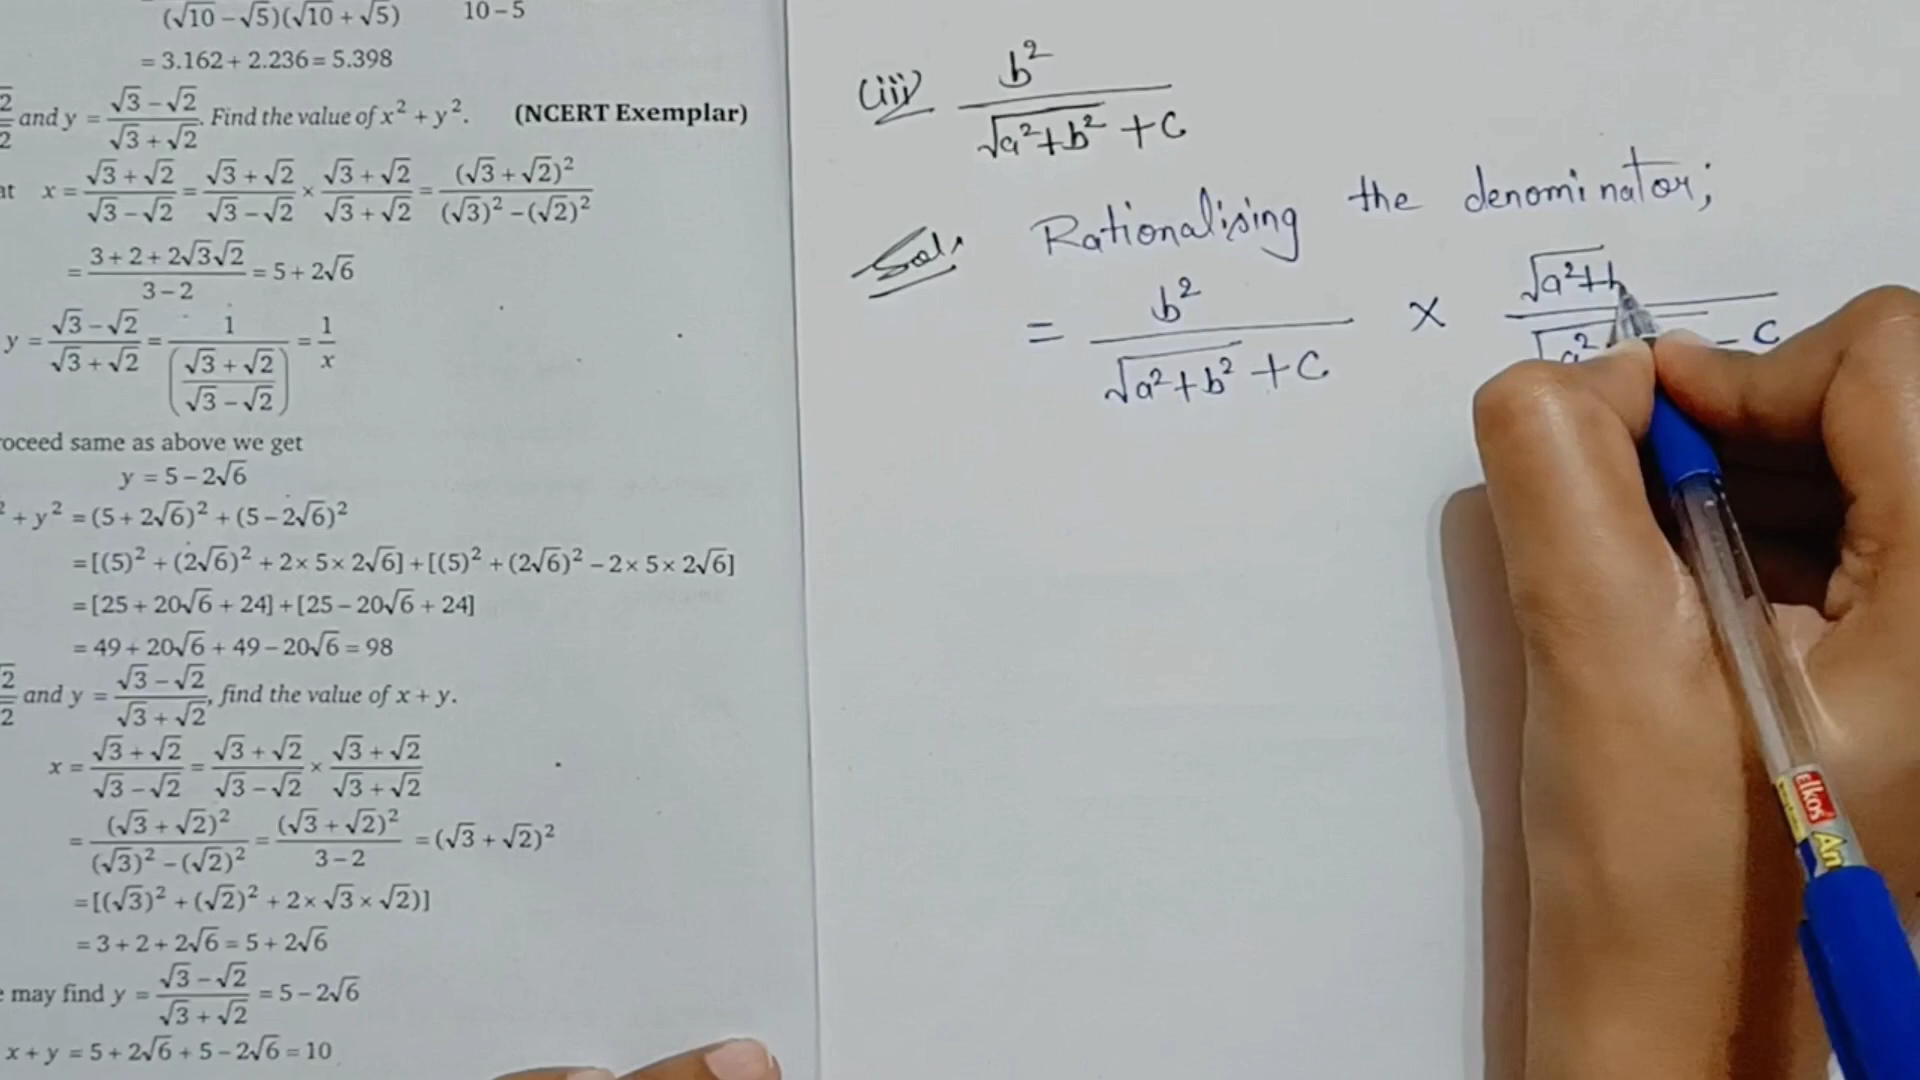 (√10 − √5)(√10 + √5)    10 − 5
= 3.162 + 2.236 = 5.398
and y = (√3 − √2)/(√3 + √2). Find the value of x² + y². (NCERT Exemplar)
x = (√3 + √2)/(√3 − √2) = (√3 + √2)/(√3 − √2) × (√3 + √2)/(√3 + √2) = (√3 + √2)²/((√3)² − (√2)²)
= (3 + 2 + 2√3√2)/(3 − 2) = 5 + 2√6
y = (√3 − √2)/(√3 + √2) = 1/((√3 + √2)/(√3 − √2)) = 1/x
roceed same as above we get
y = 5 − 2√6
² + y² = (5 + 2√6)² + (5 − 2√6)²
= [(5)² + (2√6)² + 2 × 5 × 2√6] + [(5)² + (2√6)² − 2 × 5 × 2√6]
= [25 + 20√6 + 24] + [25 − 20√6 + 24]
= 49 + 20√6 + 49 − 20√6 = 98
and y = (√3 − √2)/(√3 + √2), find the value of x + y.
x = (√3 + √2)/(√3 − √2) = (√3 + √2)/(√3 − √2) × (√3 + √2)/(√3 + √2)
= (√3 + √2)²/((√3)² − (√2)²) = (√3 + √2)²/(3 − 2) = (√3 + √2)²
= [(√3)² + (√2)² + 2 × √3 × √2)]
= 3 + 2 + 2√6 = 5 + 2√6
may find y = (√3 − √2)/(√3 + √2) = 5 − 2√6
x + y = 5 + 2√6 + 5 − 2√6 = 10
(iii) b²/(√(a² + b²) + c)
Sol. Rationalising the denominator;
= b²/(√(a² + b²) + c) × √(a² + b / √a² − c
Elkos
An